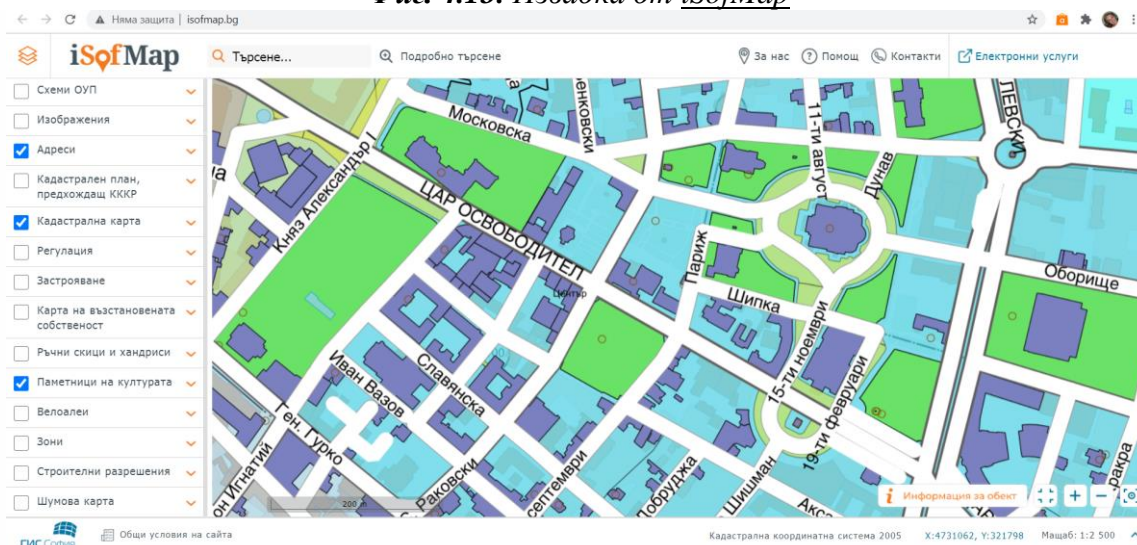 Фиг. 4.18. Извадка от iSofMap
Няма защита | isofmap.bg
iSofMap
Търсене...
Подробно търсене
За нас
Помощ
Контакти
Електронни услуги
Схеми ОУП
Изображения
Адреси
Кадастрален план,
предхождащ КККР
Кадастрална карта
Регулация
Застрояване
Карта на възстановената
собственост
Ръчни скици и хандриси
Паметници на културата
Велоалеи
Зони
Строителни разрешения
Шумова карта
Московска
11-ти август
ЛЕВСКИ
Дунав
Княз Александър I
ЦАР ОСВОБОДИТЕЛ
Париж
Оборище
Център
Шипка
15-ти ноември
19-ти февруари
Иван Вазов
Славянска
Ген. Гурко
Раковски
септември
Добруджа
Шишман
200 m
Информация за обект
ГИС София
Общи условия на сайта
Кадастрална координатна система 2005
X:4731062, Y:321798
Мащаб: 1:2 500